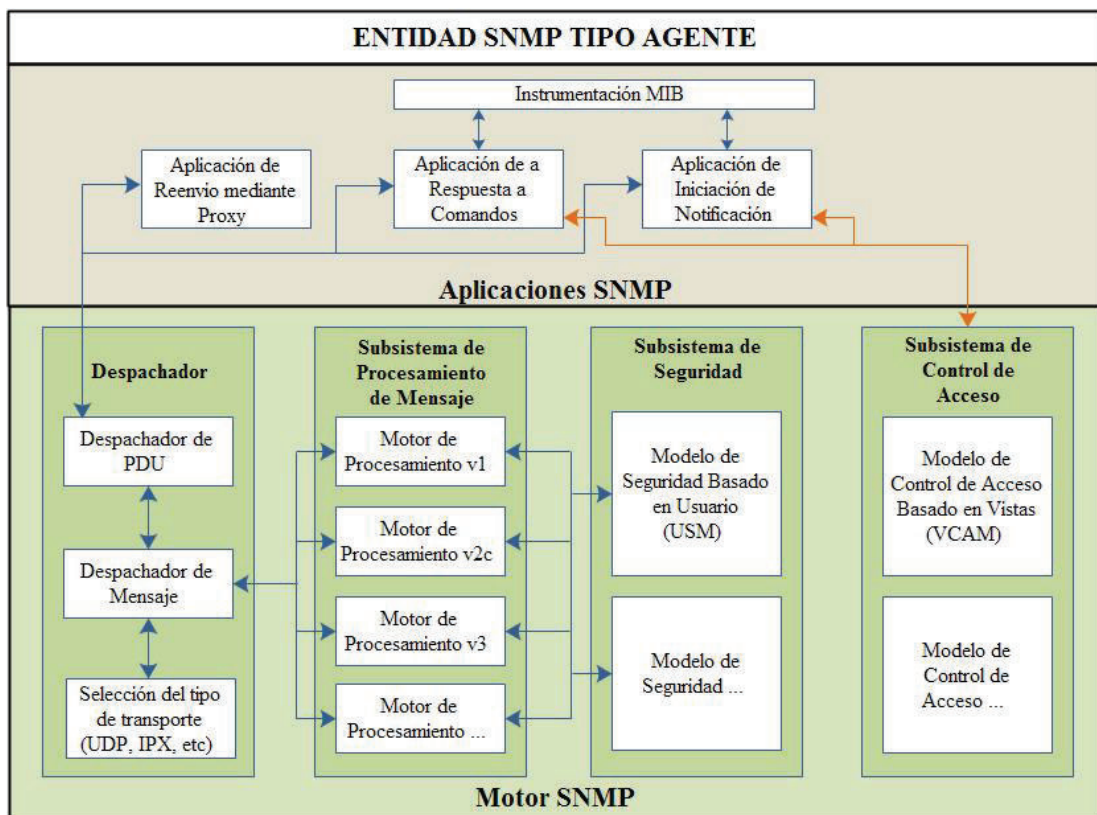 ENTIDAD SNMP TIPO AGENTE
Instrumentación MIB
Aplicación de
Reenvio mediante
Proxy
Aplicación de a
Respuesta a
Comandos
Aplicación de
Iniciación de
Notificación
Aplicaciones SNMP
Despachador
Despachador de
PDU
Despachador de
Mensaje
Selección del tipo
de transporte
(UDP, IPX, etc)
Subsistema de
Procesamiento
de Mensaje
Motor de
Procesamiento v1
Motor de
Procesamiento v2c
Motor de
Procesamiento v3
Motor de
Procesamiento ...
Subsistema de
Seguridad
Modelo de
Seguridad Basado
en Usuario
(USM)
Modelo de
Seguridad ...
Subsistema de
Control de
Acceso
Modelo de
Control de Acceso
Basado en Vistas
(VCAM)
Modelo de
Control de
Acceso ...
Motor SNMP